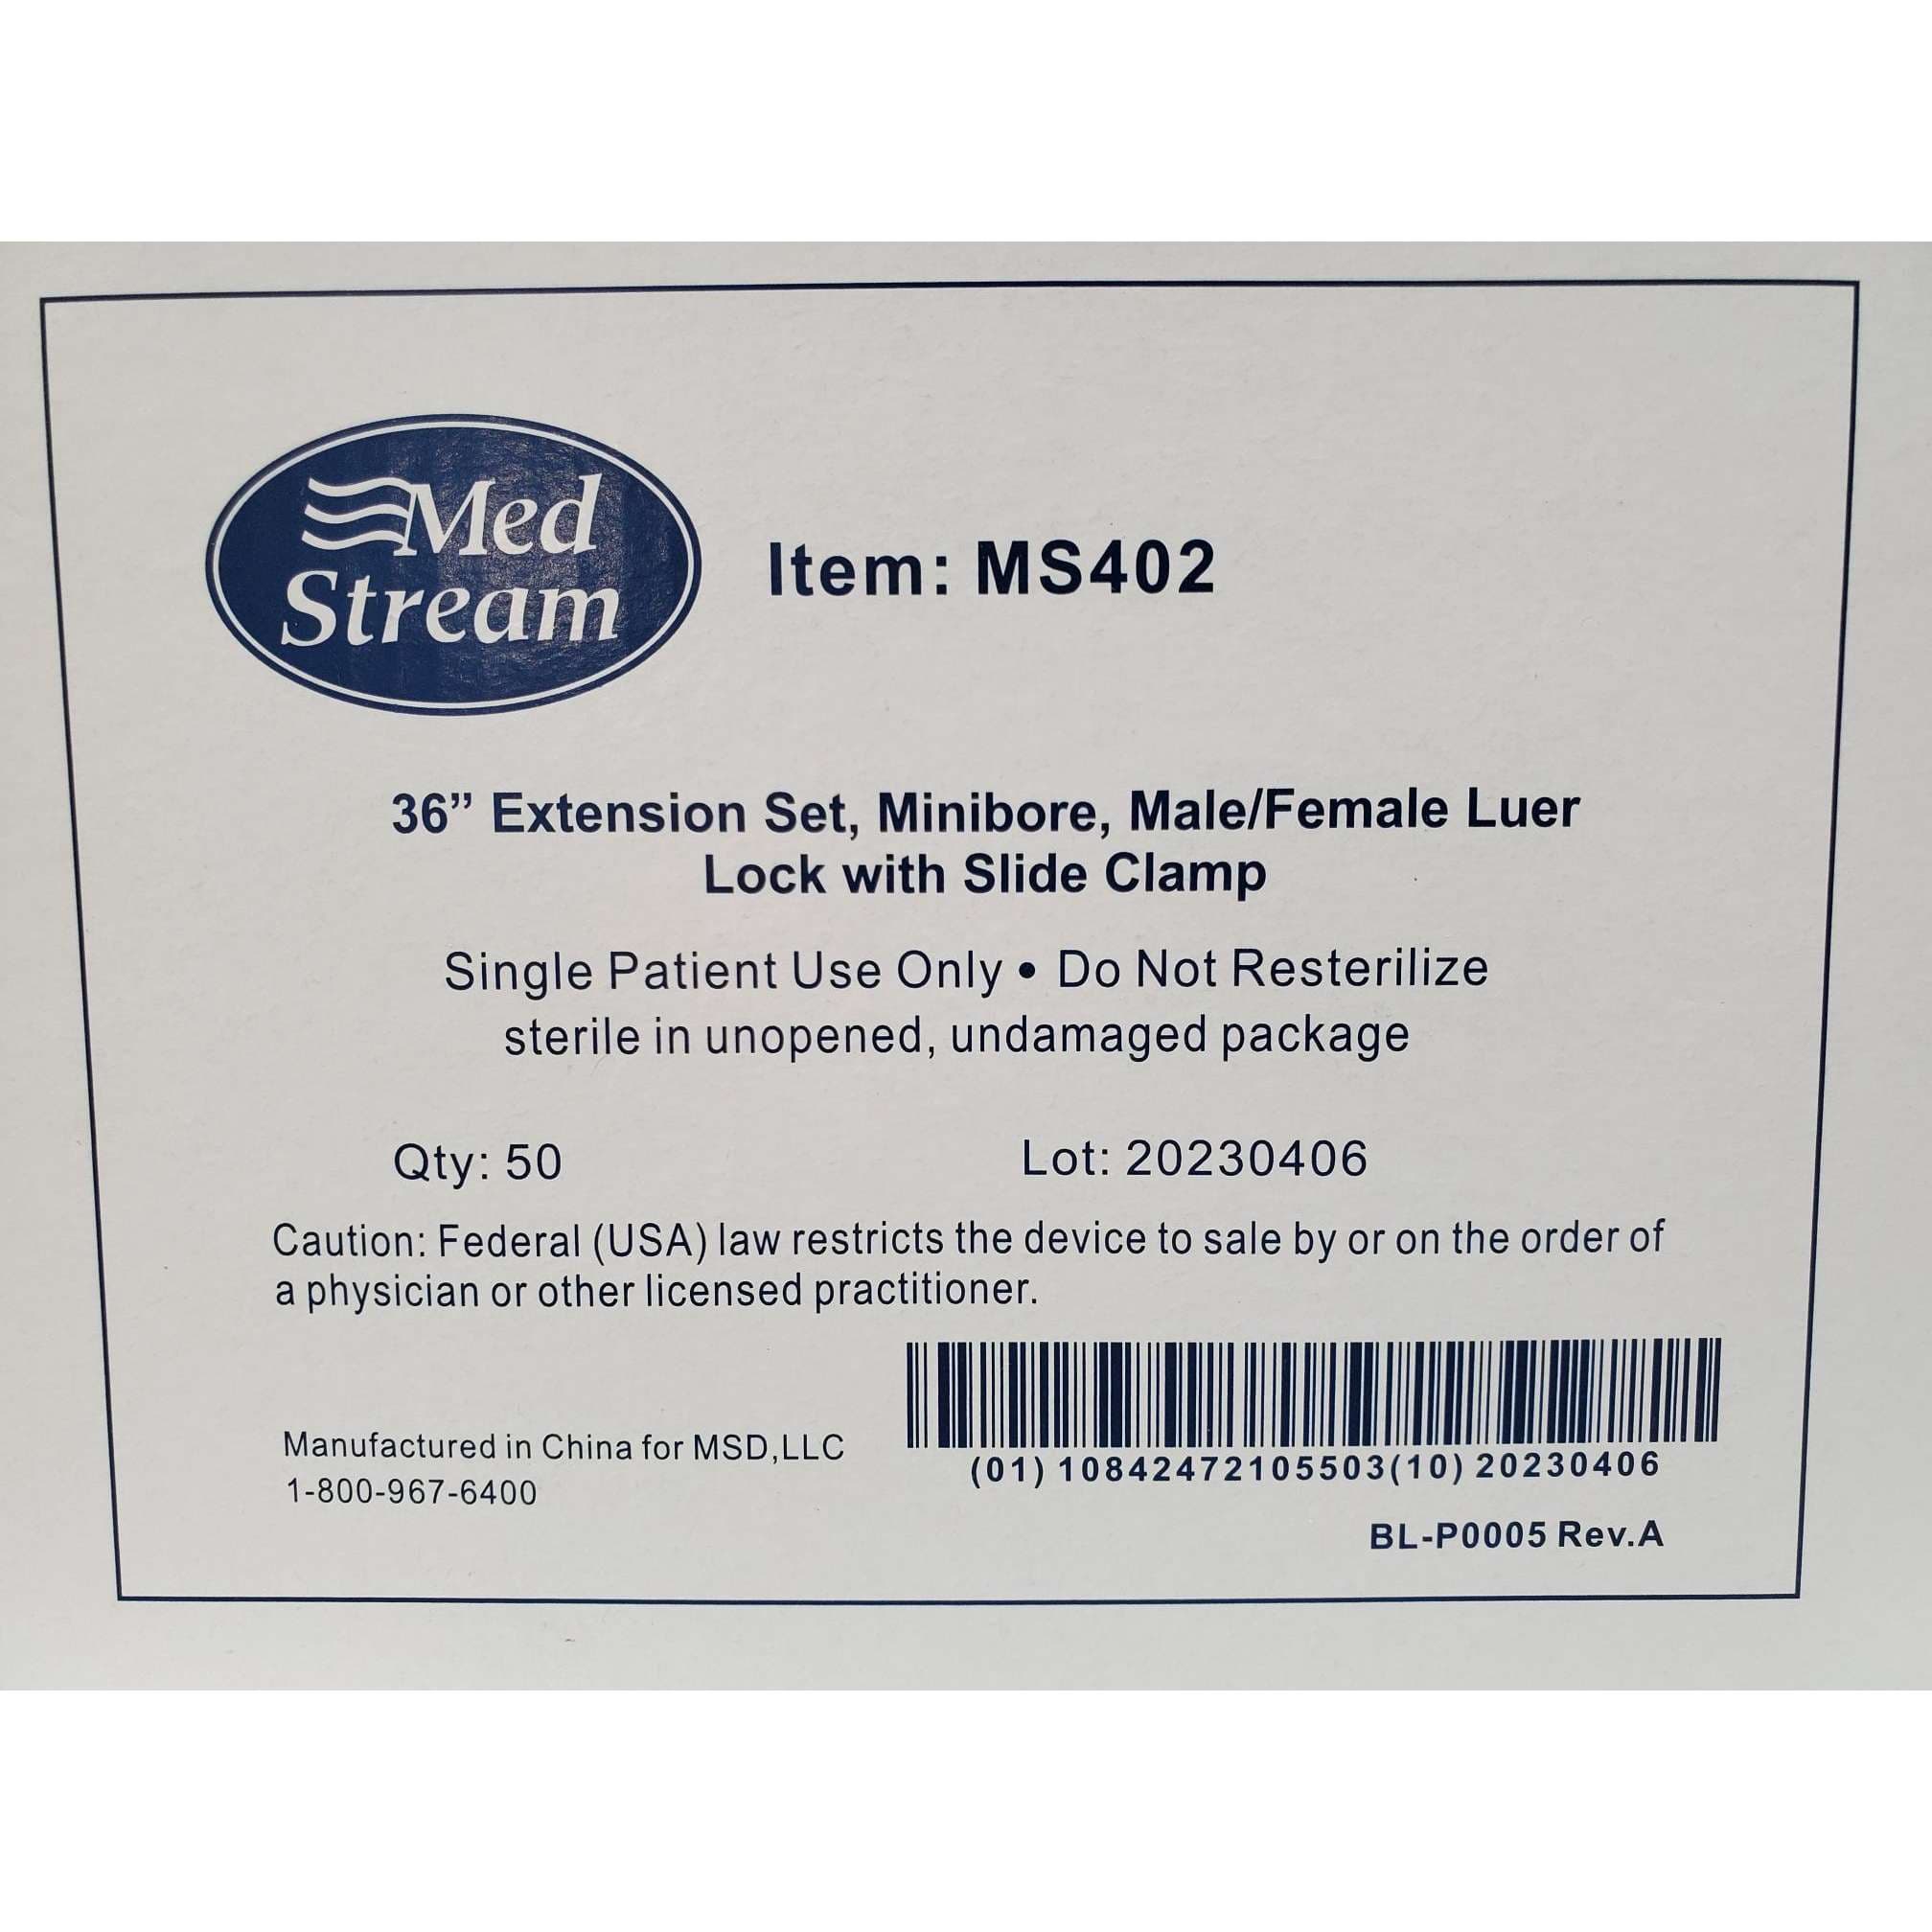 Med
Stream
Item: MS402
36” Extension Set, Minibore, Male/Female Luer
Lock with Slide Clamp
Single Patient Use Only • Do Not Resterilize
sterile in unopened, undamaged package
Qty: 50
Lot: 20230406
Caution: Federal (USA) law restricts the device to sale by or on the order of
a physician or other licensed practitioner.
Manufactured in China for MSD,LLC
1-800-967-6400
(01) 10842472105503(10) 20230406
BL-P0005 Rev.A